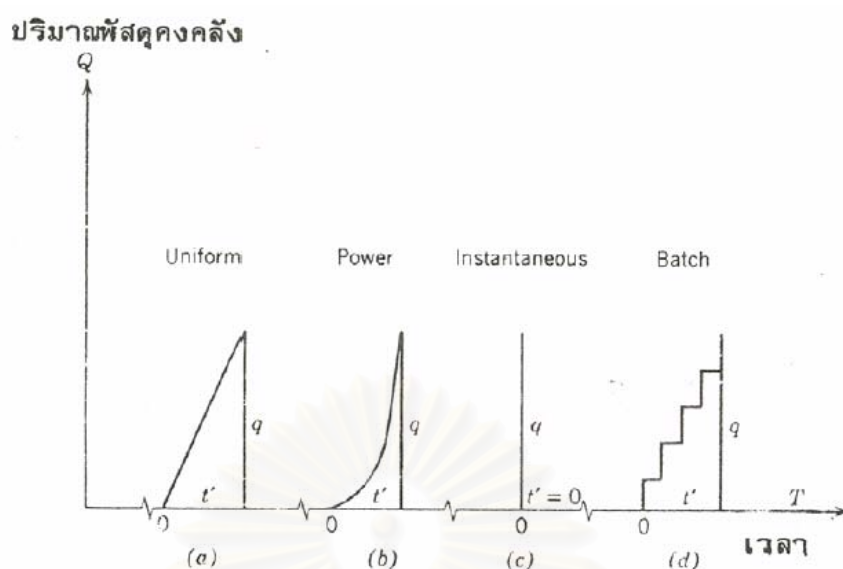 ปริมาณพัสดุคงคลัง
Q
Uniform Power Instantaneous Batch
q q q q
t' t' t' = 0 t' T
0 0 0 0
(a) (b) (c) (d) เวลา